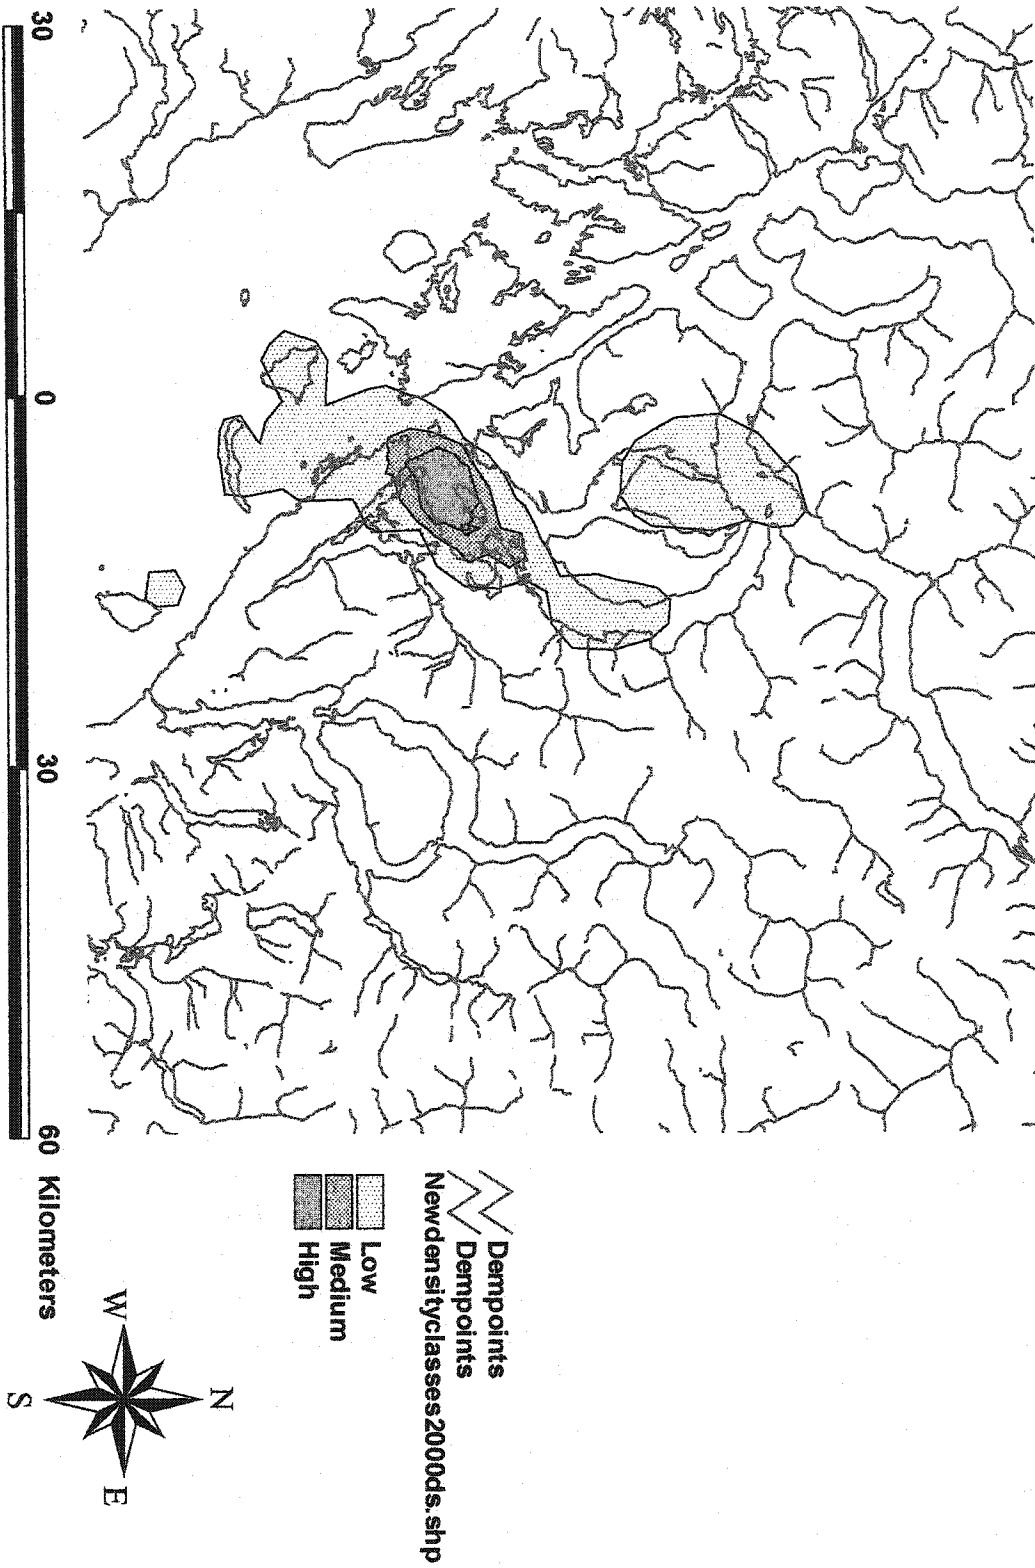 30 0 30 60 Kilometers
Dempoints
Dempoints
Newdensityclasses2000ds.shp
Low
Medium
High
N
W E
S